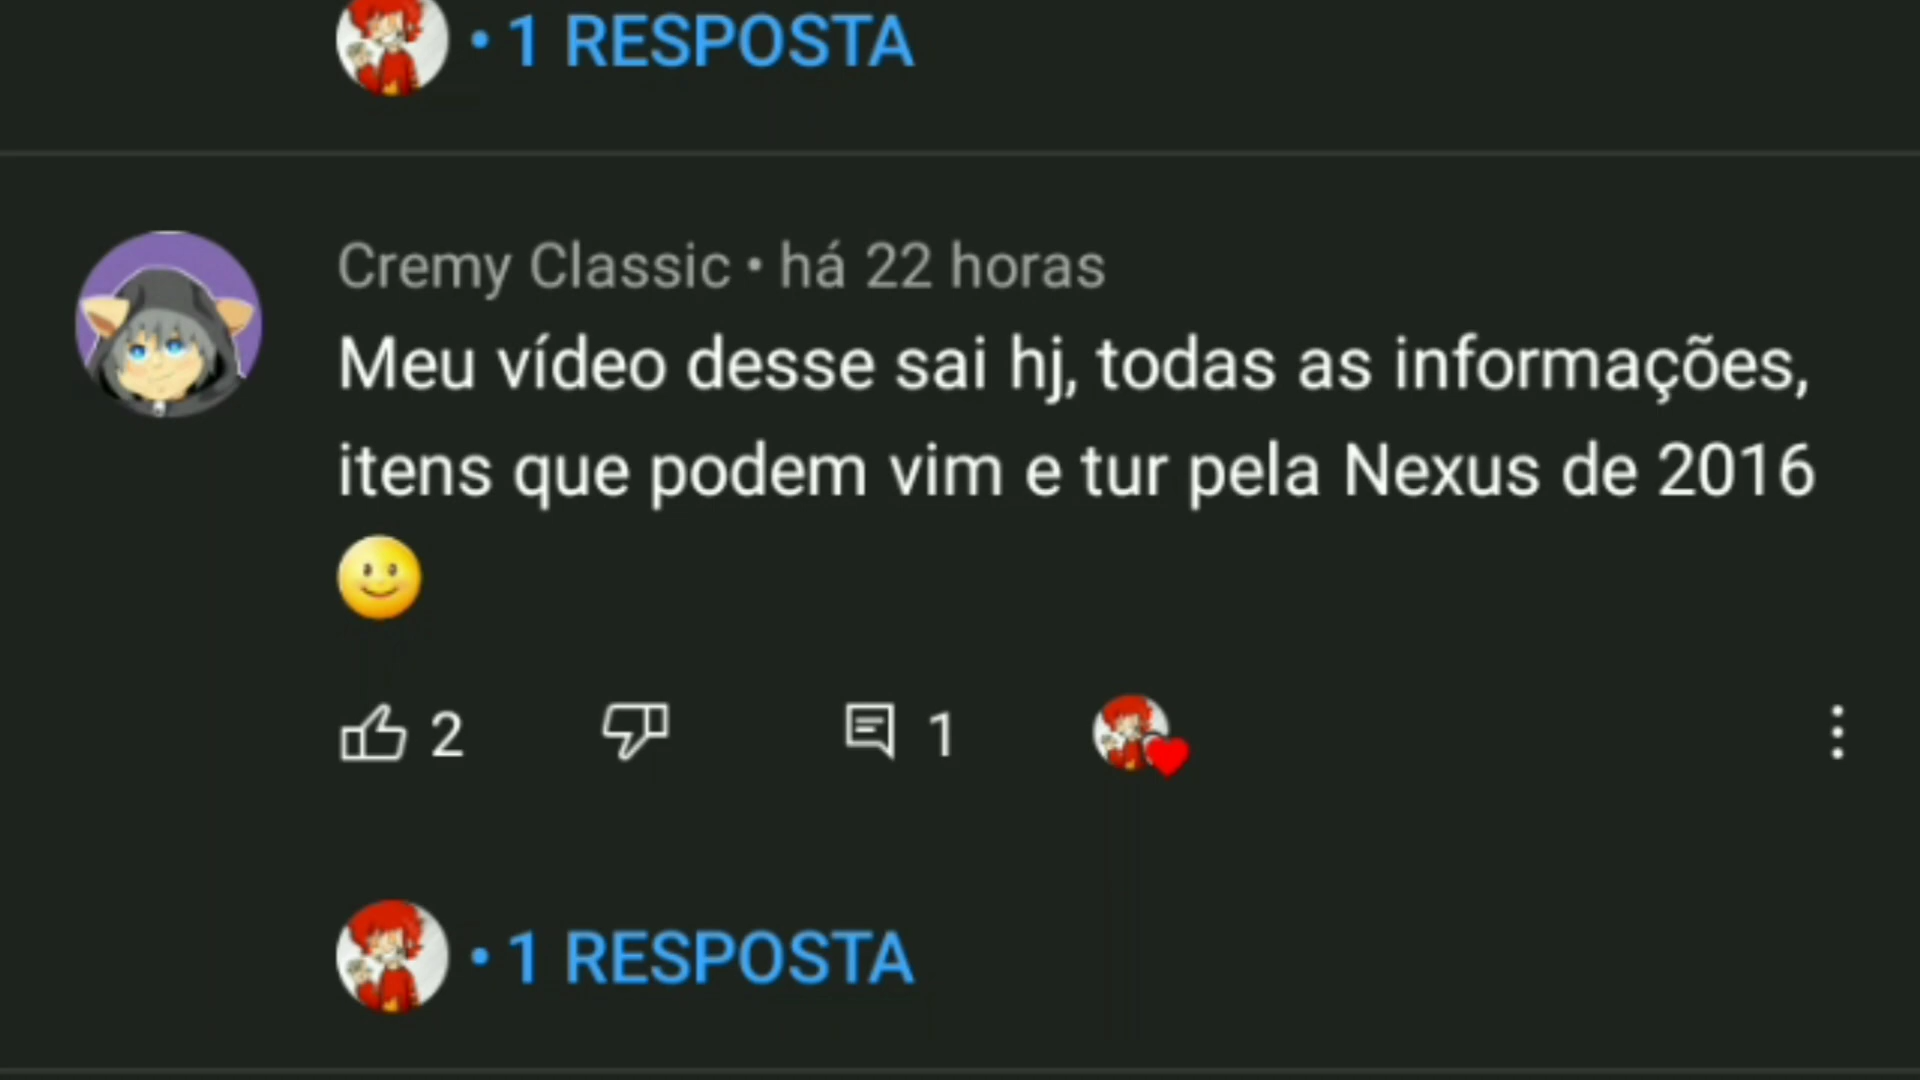 • 1 RESPOSTA
Cremy Classic • há 22 horas
Meu vídeo desse sai hj, todas as informações,
itens que podem vim e tur pela Nexus de 2016
🙂
2 1
• 1 RESPOSTA